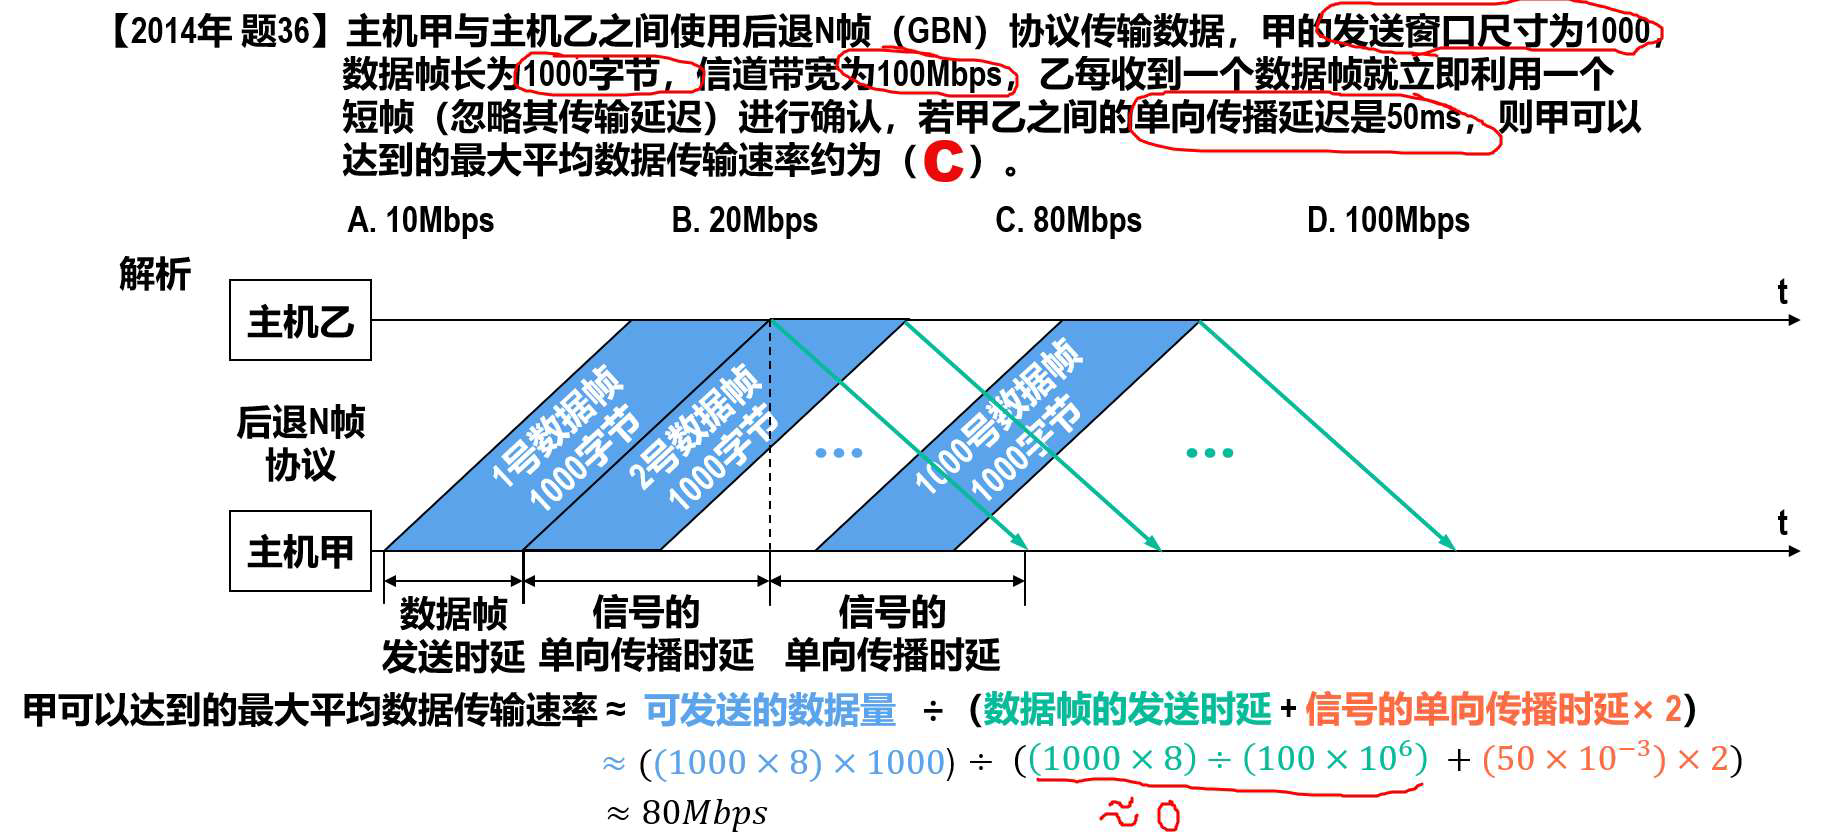 【2014年 题36】主机甲与主机乙之间使用后退N帧（GBN）协议传输数据，甲的发送窗口尺寸为1000，
数据帧长为1000字节，信道带宽为100Mbps，乙每收到一个数据帧就立即利用一个
短帧（忽略其传输延迟）进行确认，若甲乙之间的单向传播延迟是50ms，则甲可以
达到的最大平均数据传输速率约为（C）。
A. 10Mbps B. 20Mbps C. 80Mbps D. 100Mbps
解析
主机乙
t
1号数据帧
1000字节
2号数据帧
1000字节
…
1000号数据帧
1000字节
…
后退N帧
协议
主机甲
t
数据帧
发送时延
信号的
单向传播时延
信号的
单向传播时延
甲可以达到的最大平均数据传输速率 ≈ 可发送的数据量 ÷（数据帧的发送时延 + 信号的单向传播时延× 2）
≈ ((1000 × 8) × 1000) ÷ ((1000 × 8) ÷ (100 × 10⁶) + (50 × 10⁻³) × 2)
≈ 80Mbps
≈ 0